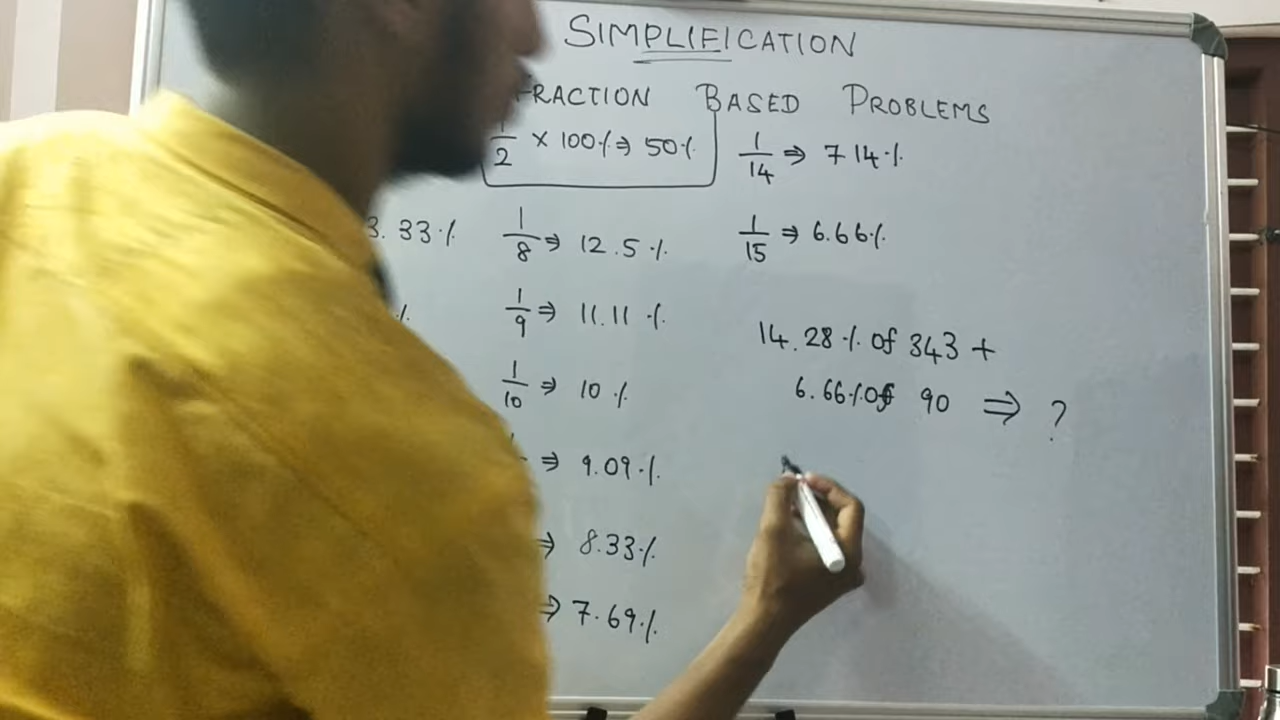 SIMPLIFICATION
FRACTION BASED PROBLEMS
1/2 × 100% ⇒ 50%
1/14 ⇒ 7 14%
3.33%
1/8 ⇒ 12.5%
1/15 ⇒ 6.66%
%
1/9 ⇒ 11.11 %
14.28% of 343 +
1/10 ⇒ 10%
6.66% of 90 ⇒ ?
⇒ 9.09%
⇒ 8.33%
⇒ 7.69%